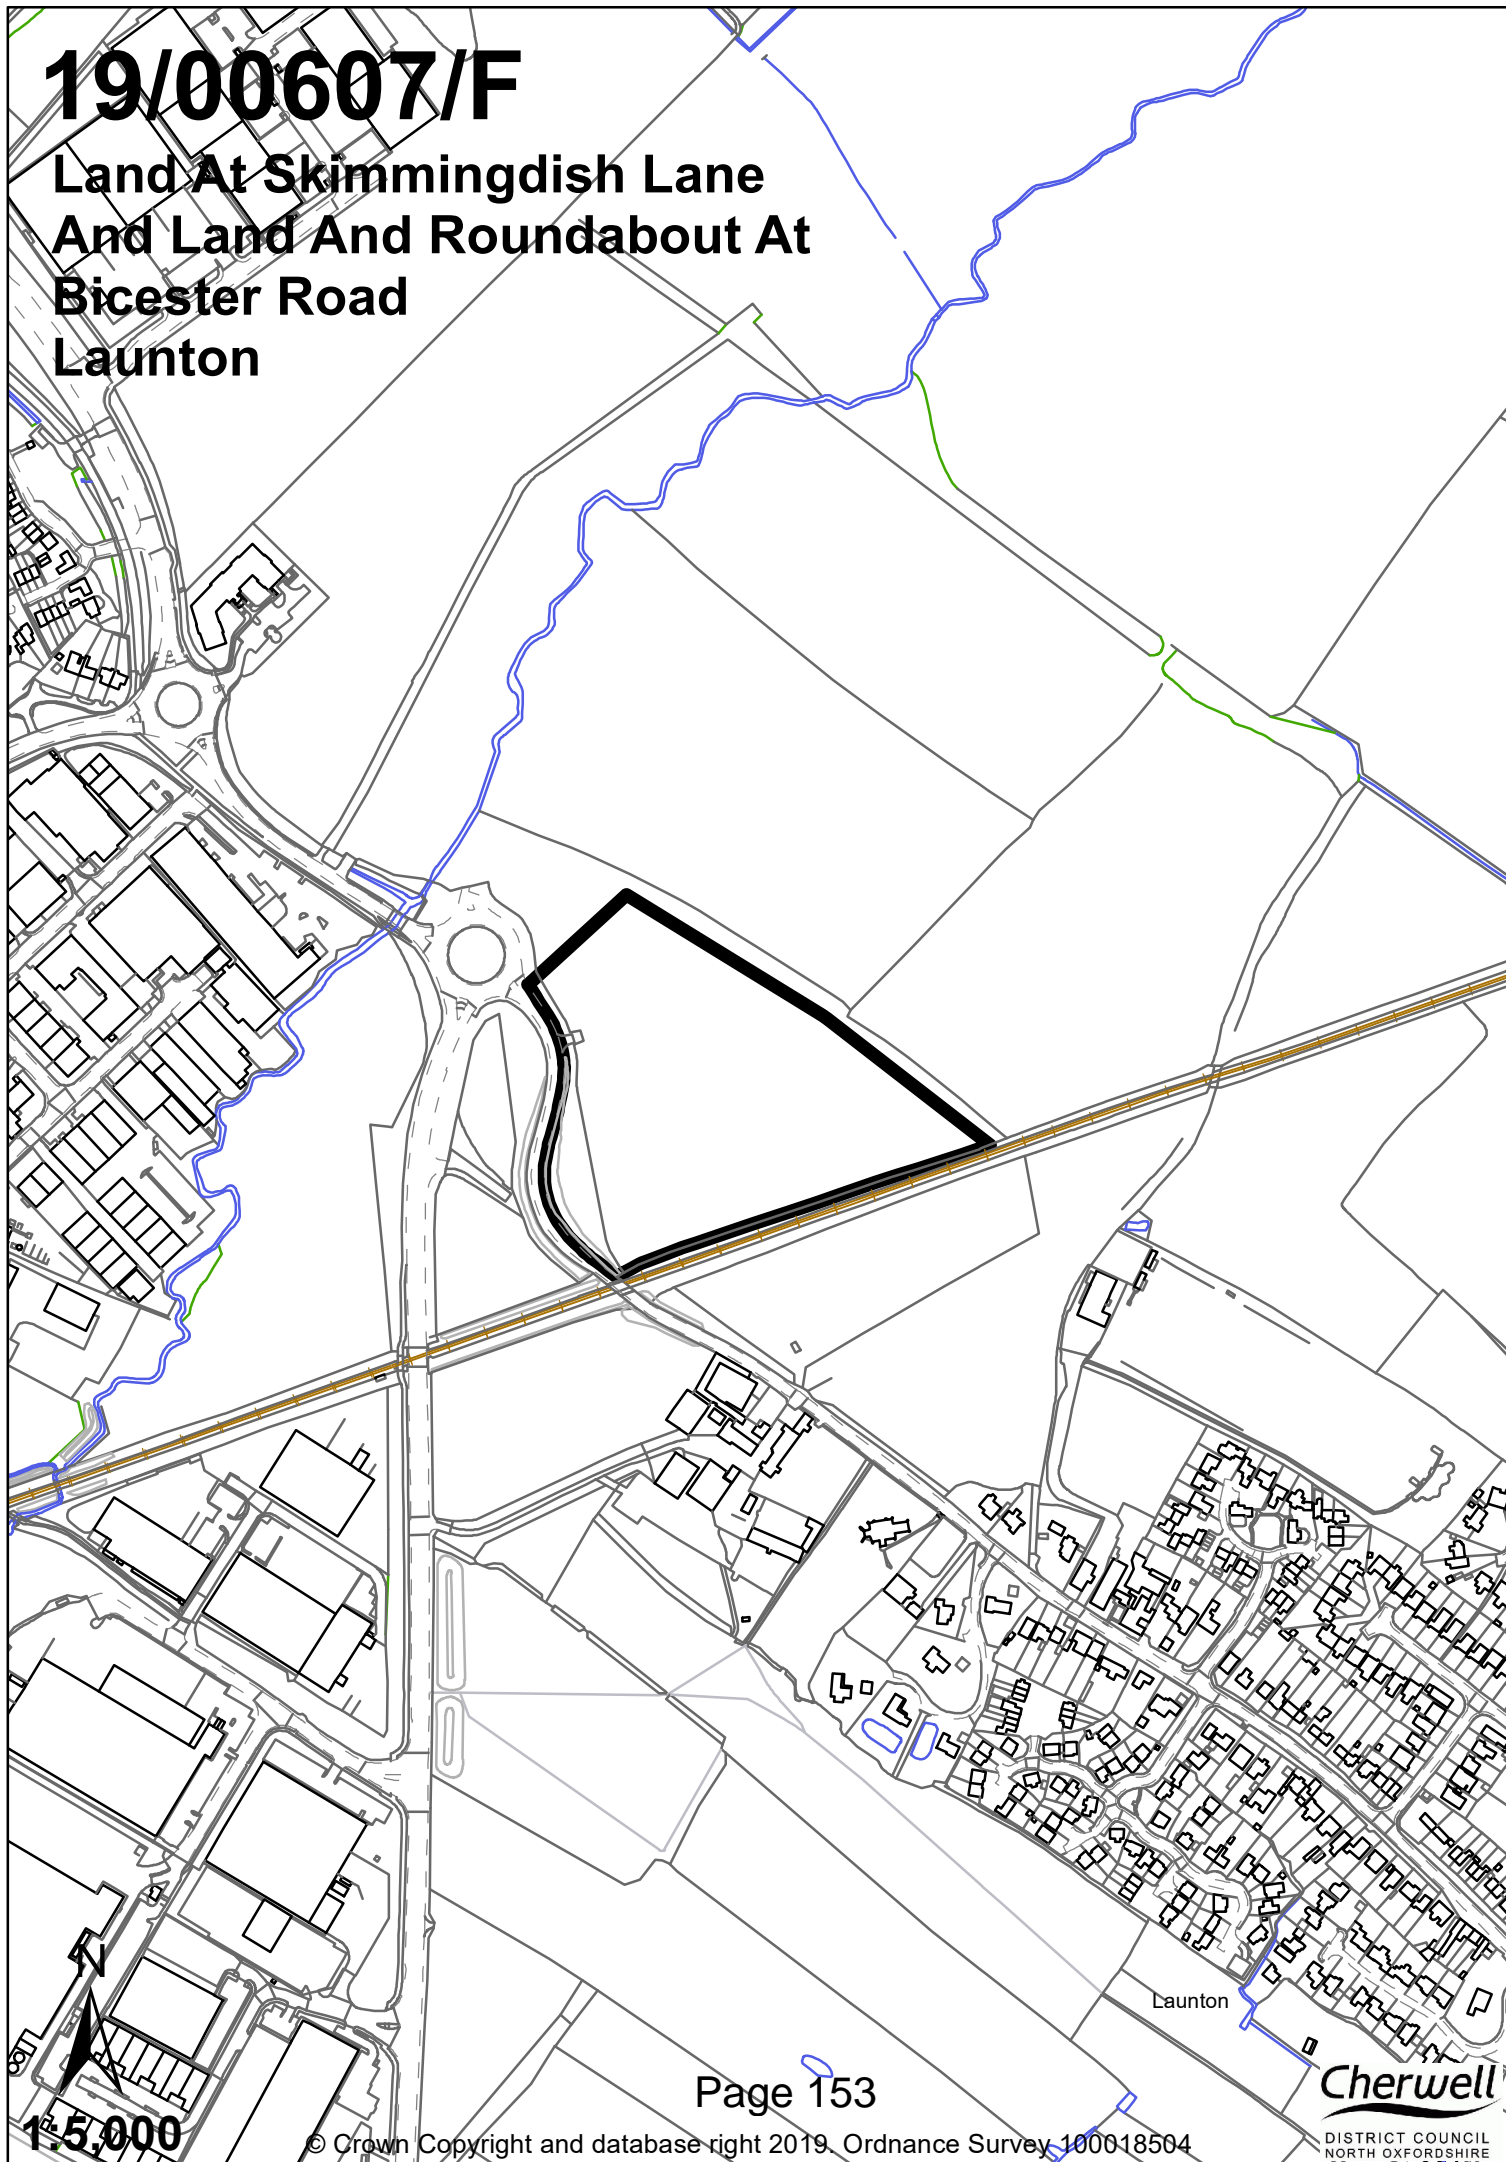 19/00607/F
Land At Skimmingdish Lane
And Land And Roundabout At
Bicester Road
Launton
N
1:5,000
Launton
Page 153
© Crown Copyright and database right 2019. Ordnance Survey 100018504
Cherwell
DISTRICT COUNCIL
NORTH OXFORDSHIRE